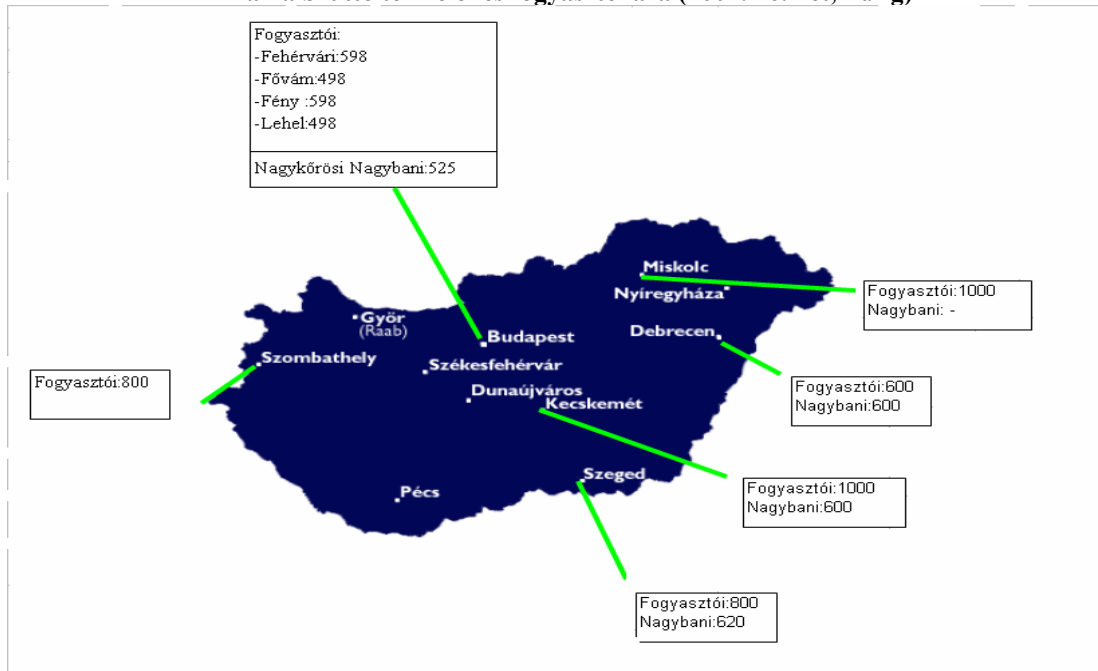 Fogyasztói:
-Fehérvári:598
-Fővám:498
-Fény :598
-Lehel:498
Nagykőrösi Nagybani:525
Miskolc
Nyíregyháza
Fogyasztói:1000
Nagybani: -
Győr
(Raab)
Budapest
Debrecen
Szombathely
Székesfehérvár
Fogyasztói:800
Dunaújváros
Kecskemét
Fogyasztói:600
Nagybani:600
Szeged
Pécs
Fogyasztói:1000
Nagybani:600
Fogyasztói:800
Nagybani:620